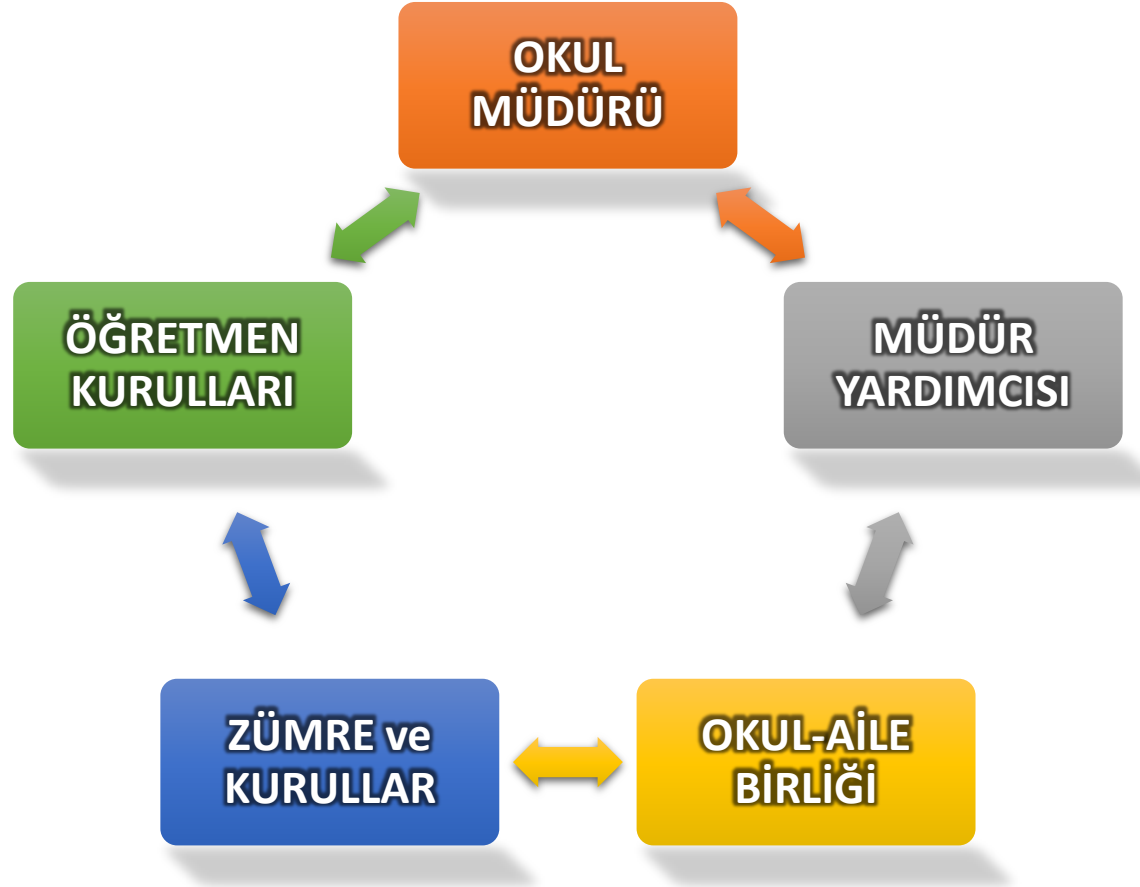 OKUL
MÜDÜRÜ
ÖĞRETMEN
KURULLARI
MÜDÜR
YARDIMCISI
ZÜMRE ve
KURULLAR
OKUL-AİLE
BİRLİĞİ